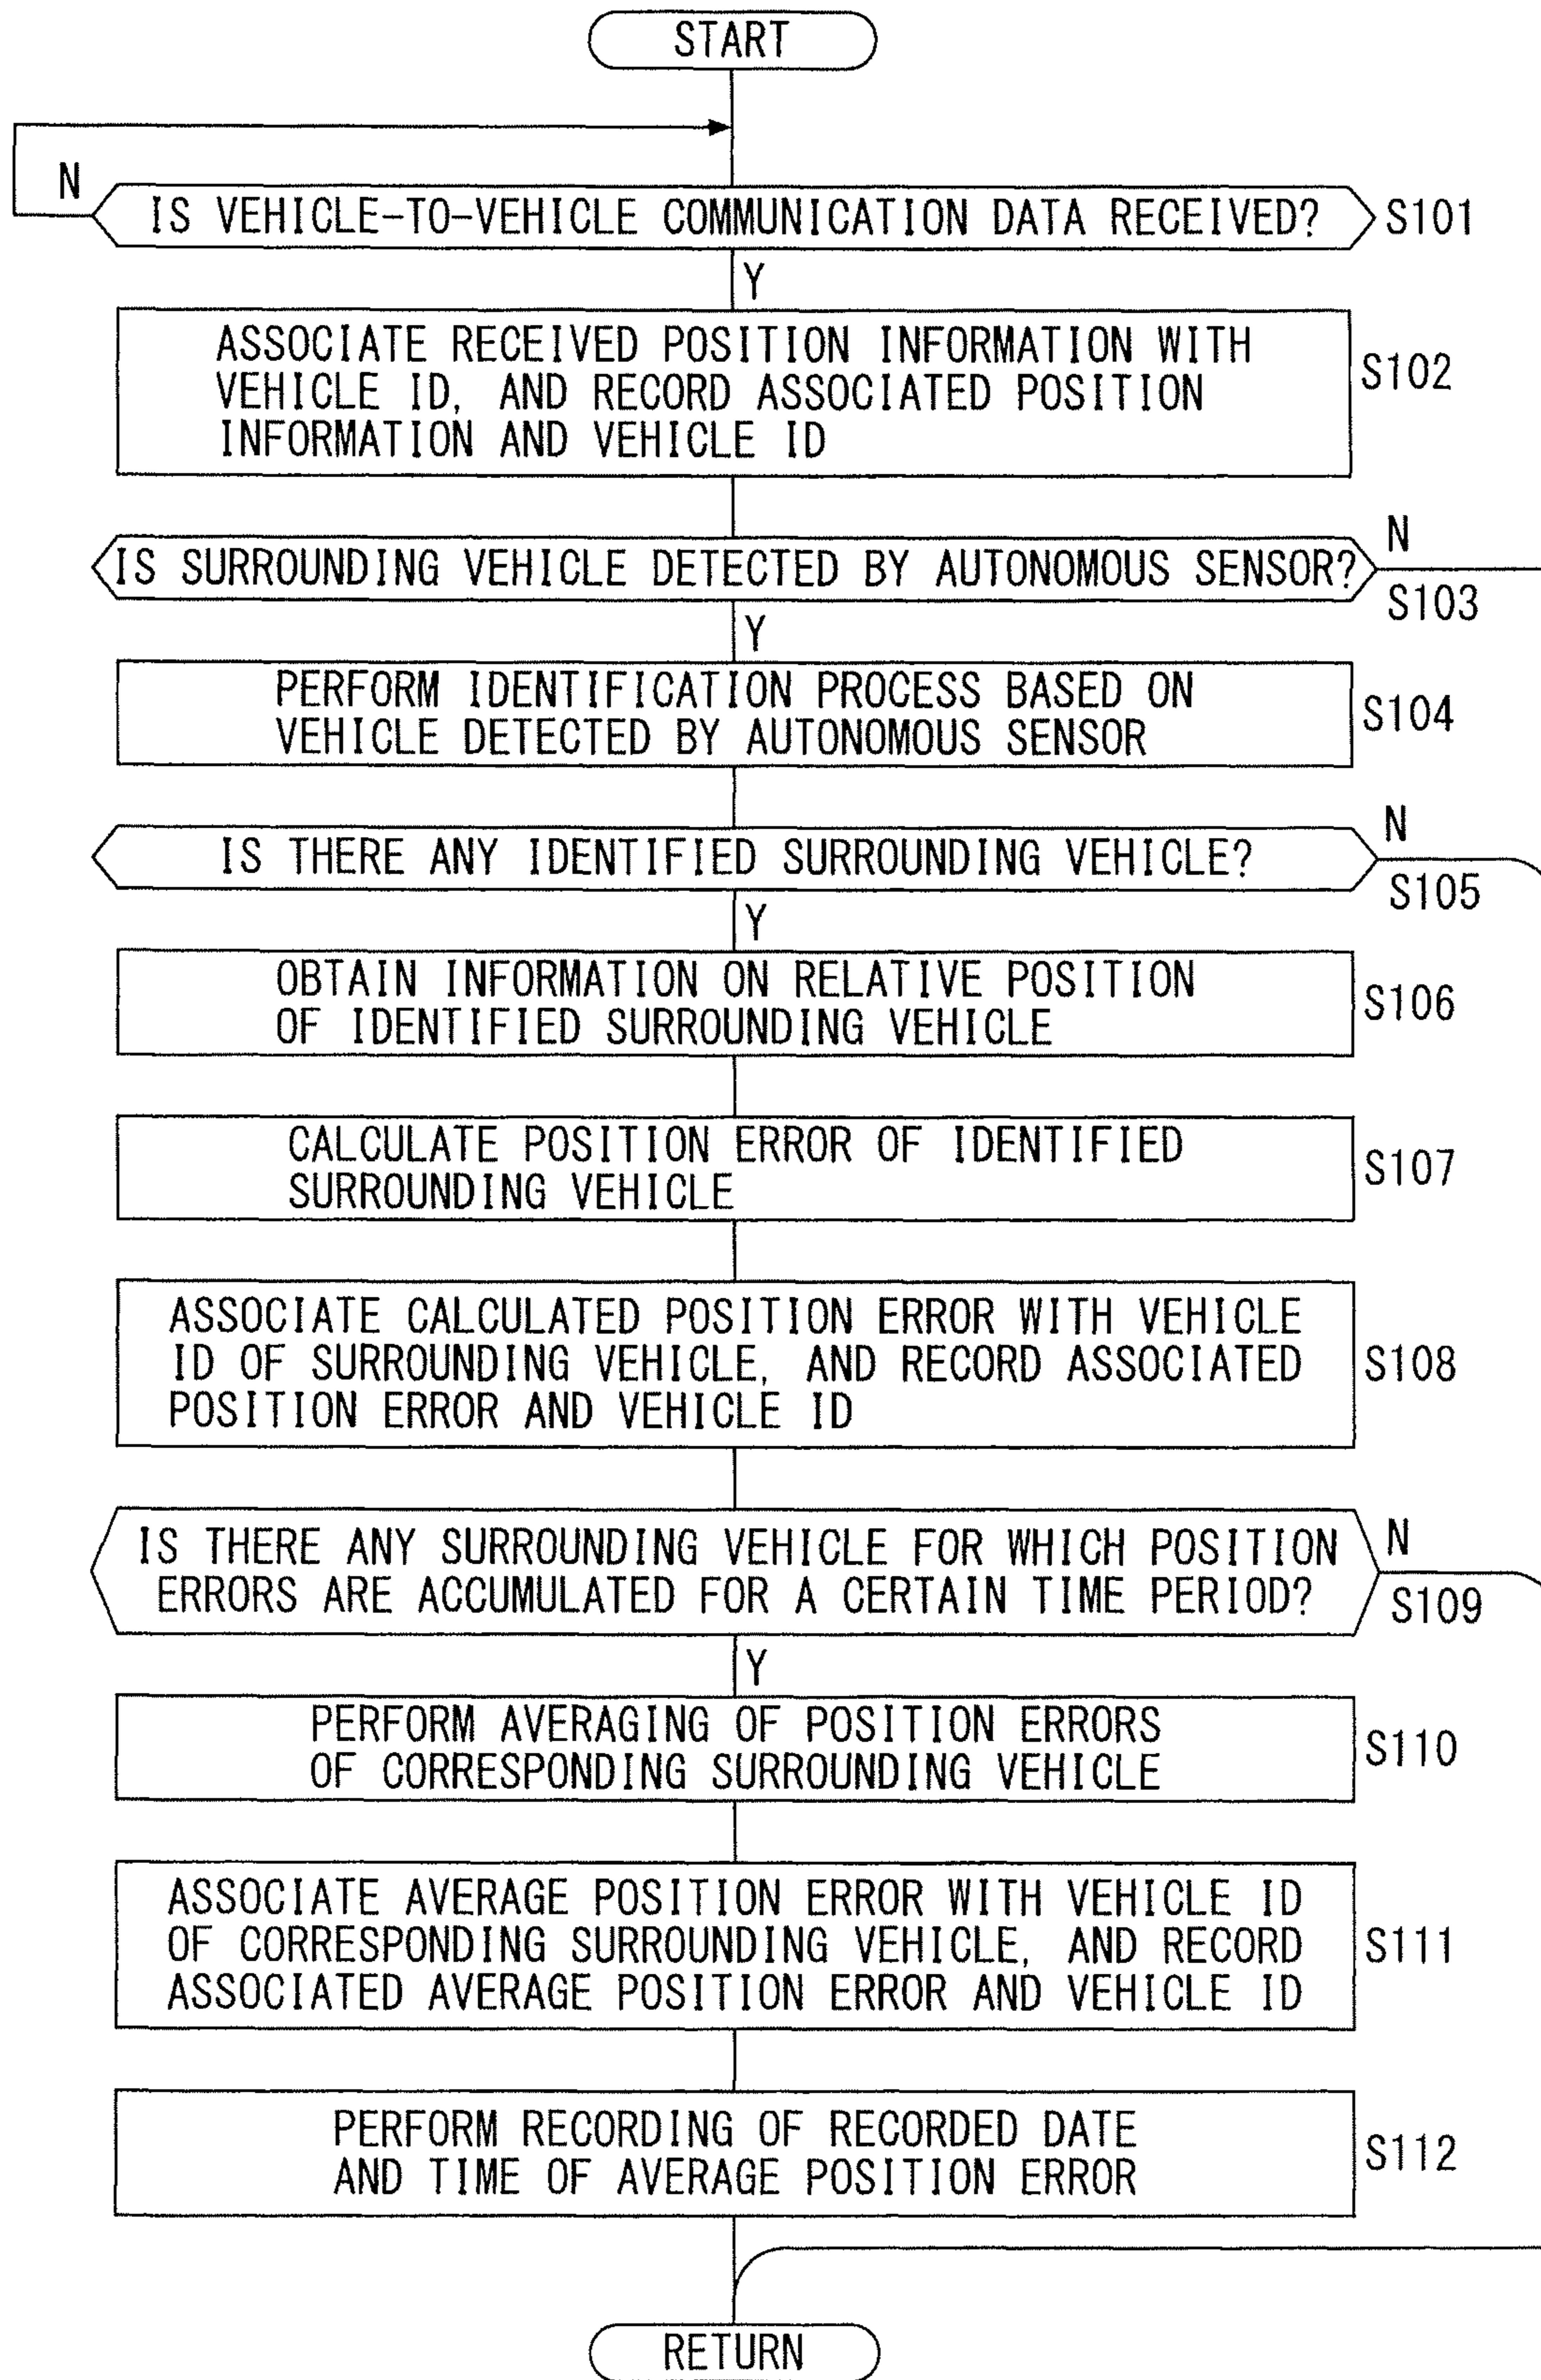 START
N
IS VEHICLE-TO-VEHICLE COMMUNICATION DATA RECEIVED?
S101
Y
ASSOCIATE RECEIVED POSITION INFORMATION WITH
VEHICLE ID, AND RECORD ASSOCIATED POSITION
INFORMATION AND VEHICLE ID
S102
IS SURROUNDING VEHICLE DETECTED BY AUTONOMOUS SENSOR?
N
S103
Y
PERFORM IDENTIFICATION PROCESS BASED ON
VEHICLE DETECTED BY AUTONOMOUS SENSOR
S104
IS THERE ANY IDENTIFIED SURROUNDING VEHICLE?
N
S105
Y
OBTAIN INFORMATION ON RELATIVE POSITION
OF IDENTIFIED SURROUNDING VEHICLE
S106
CALCULATE POSITION ERROR OF IDENTIFIED
SURROUNDING VEHICLE
S107
ASSOCIATE CALCULATED POSITION ERROR WITH VEHICLE
ID OF SURROUNDING VEHICLE, AND RECORD ASSOCIATED
POSITION ERROR AND VEHICLE ID
S108
IS THERE ANY SURROUNDING VEHICLE FOR WHICH POSITION
ERRORS ARE ACCUMULATED FOR A CERTAIN TIME PERIOD?
N
S109
Y
PERFORM AVERAGING OF POSITION ERRORS
OF CORRESPONDING SURROUNDING VEHICLE
S110
ASSOCIATE AVERAGE POSITION ERROR WITH VEHICLE ID
OF CORRESPONDING SURROUNDING VEHICLE, AND RECORD
ASSOCIATED AVERAGE POSITION ERROR AND VEHICLE ID
S111
PERFORM RECORDING OF RECORDED DATE
AND TIME OF AVERAGE POSITION ERROR
S112
RETURN